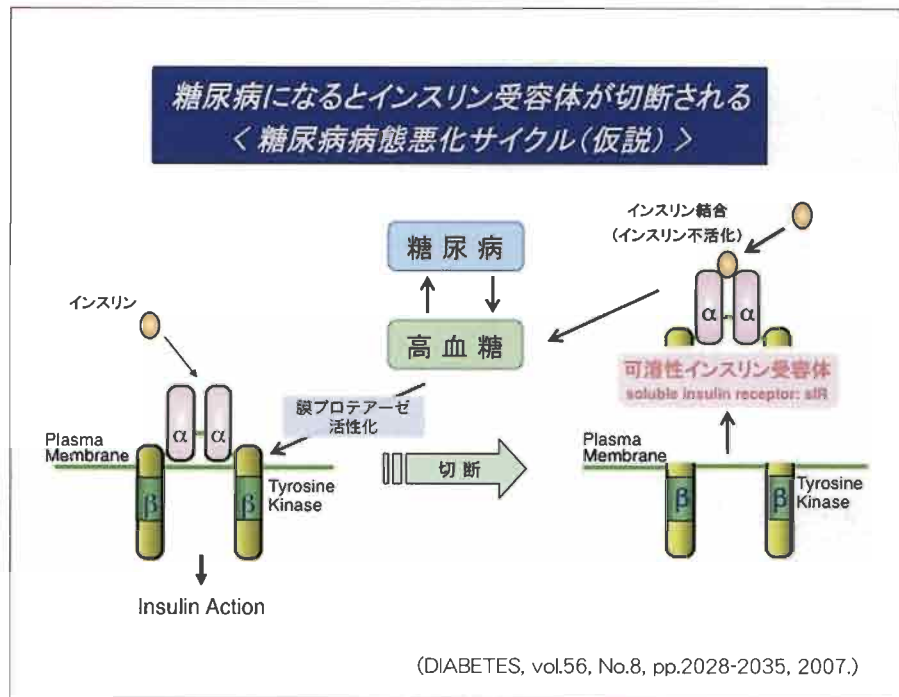 糖尿病になるとインスリン受容体が切断される
＜糖尿病病態悪化サイクル（仮説）＞
インスリン結合
（インスリン不活化）
糖尿病
インスリン
α
α
高血糖
可溶性インスリン受容体
soluble insulin receptor: sIR
膜プロテアーゼ
活性化
α
α
Plasma
Membrane
β
β
Tyrosine
Kinase
切断
Plasma
Membrane
β
β
Tyrosine
Kinase
Insulin Action
(DIABETES, vol.56, No.8, pp.2028-2035, 2007.)